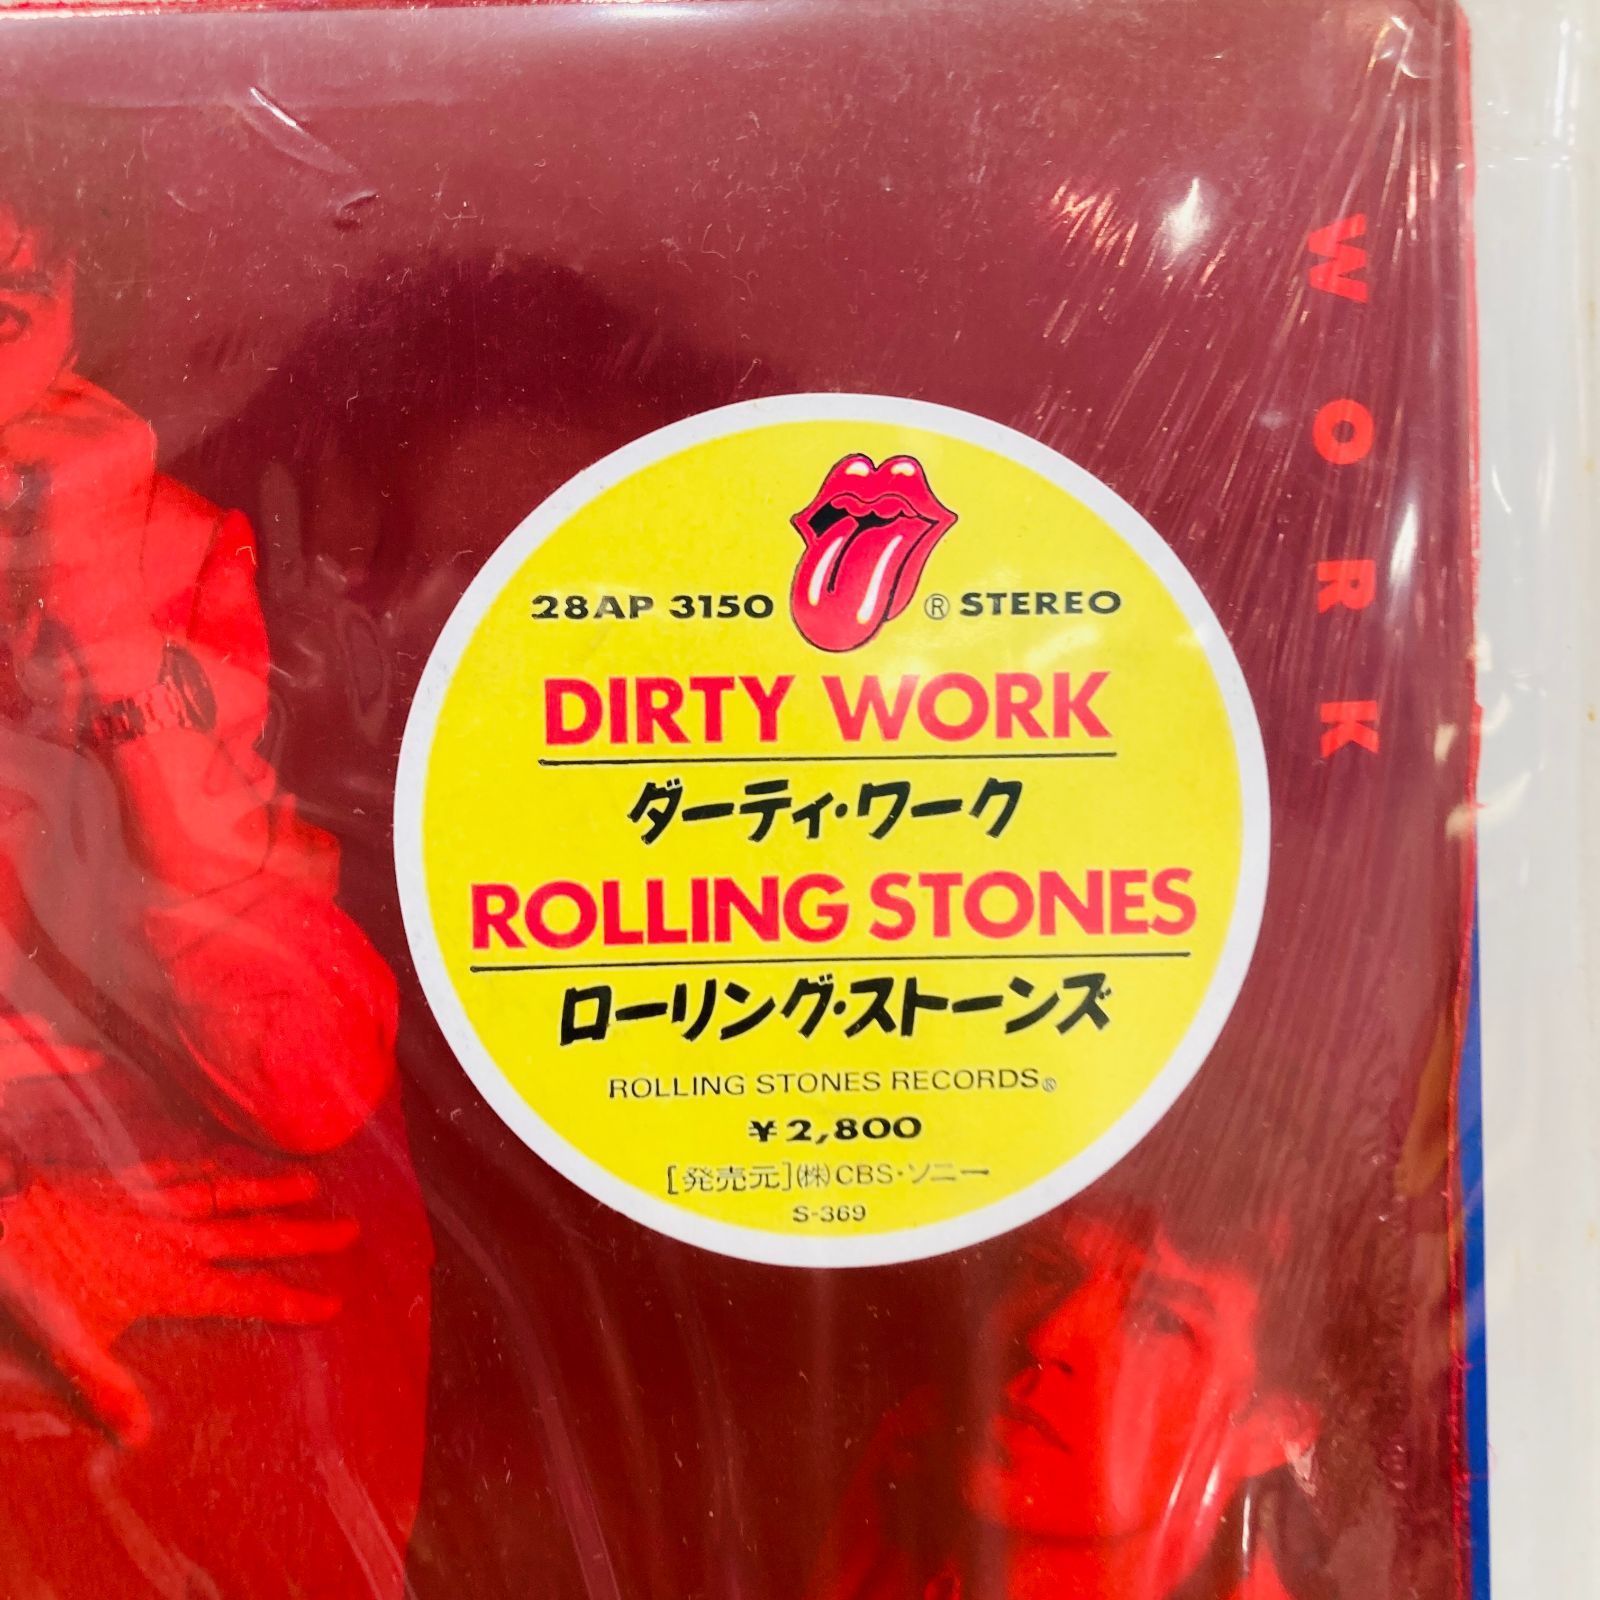 WORK
28AP 3150 ® STEREO
DIRTY WORK
ダーティ・ワーク
ROLLING STONES
ローリング・ストーンズ
ROLLING STONES RECORDS®
¥2,800
[発売元]㈱CBS・ソニー
S-369